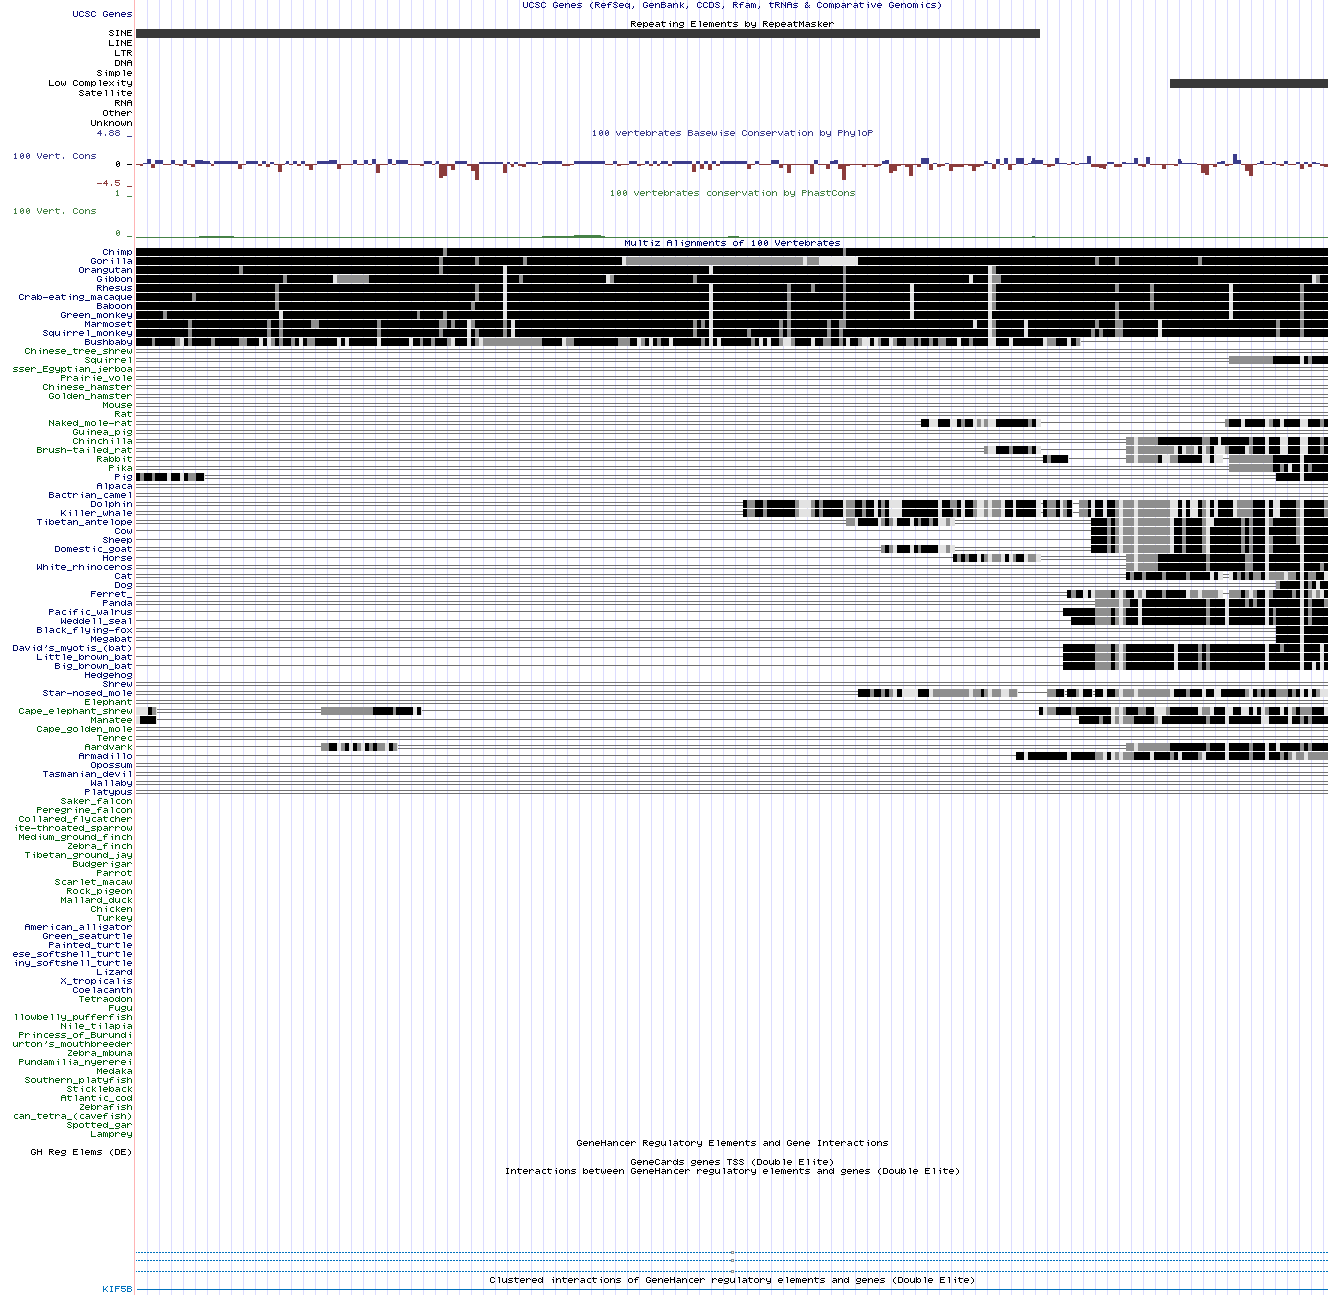 UCSC Genes (RefSeq, GenBank, CCDS, Rfam, tRNAs & Comparative Genomics)
UCSC Genes
Repeating Elements by RepeatMasker
SINE
LINE
LTR
DNA
Simple
Low Complexity
Satellite
RNA
Other
Unknown
100 vertebrates Basewise Conservation by PhyloP
4.88 _
100 Vert. Cons
0 _
-4.5 _
100 vertebrates conservation by PhastCons
1 _
100 Vert. Cons
0 _
Multiz Alignments of 100 Vertebrates
Chimp
Gorilla
Orangutan
Gibbon
Rhesus
Crab-eating_macaque
Baboon
Green_monkey
Marmoset
Squirrel_monkey
Bushbaby
Chinese_tree_shrew
Squirrel
sser_Egyptian_jerboa
Prairie_vole
Chinese_hamster
Golden_hamster
Mouse
Rat
Naked_mole-rat
Guinea_pig
Chinchilla
Brush-tailed_rat
Rabbit
Pika
Pig
Alpaca
Bactrian_camel
Dolphin
Killer_whale
Tibetan_antelope
Cow
Sheep
Domestic_goat
Horse
White_rhinoceros
Cat
Dog
Ferret_
Panda
Pacific_walrus
Weddell_seal
Black_flying-fox
Megabat
David's_myotis_(bat)
Little_brown_bat
Big_brown_bat
Hedgehog
Shrew
Star-nosed_mole
Elephant
Cape_elephant_shrew
Manatee
Cape_golden_mole
Tenrec
Aardvark
Armadillo
Opossum
Tasmanian_devil
Wallaby
Platypus
Saker_falcon
Peregrine_falcon
Collared_flycatcher
ite-throated_sparrow
Medium_ground_finch
Zebra_finch
Tibetan_ground_jay
Budgerigar
Parrot
Scarlet_macaw
Rock_pigeon
Mallard_duck
Chicken
Turkey
American_alligator
Green_seaturtle
Painted_turtle
ese_softshell_turtle
iny_softshell_turtle
Lizard
X_tropicalis
Coelacanth
Tetraodon
Fugu
llowbelly_pufferfish
Nile_tilapia
Princess_of_Burundi
urton's_mouthbreeder
Zebra_mbuna
Pundamilia_nyererei
Medaka
Southern_platyfish
Stickleback
Atlantic_cod
Zebrafish
can_tetra_(cavefish)
Spotted_gar
Lamprey
GeneHancer Regulatory Elements and Gene Interactions
GH Reg Elems (DE)
GeneCards genes TSS (Double Elite)
Interactions between GeneHancer regulatory elements and genes (Double Elite)
Clustered interactions of GeneHancer regulatory elements and genes (Double Elite)
KIF5B